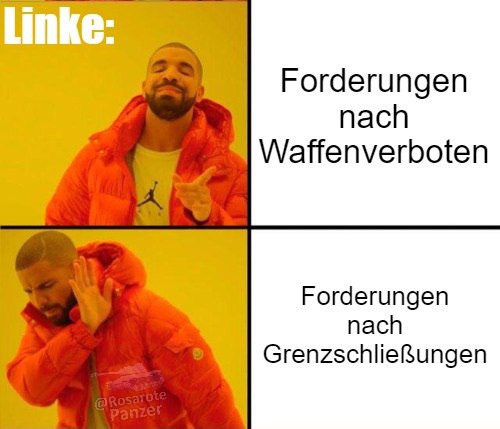 Linke:
Forderungen
nach
Waffenverboten
Forderungen
nach
Grenzschließungen
@Rosarote
Panzer